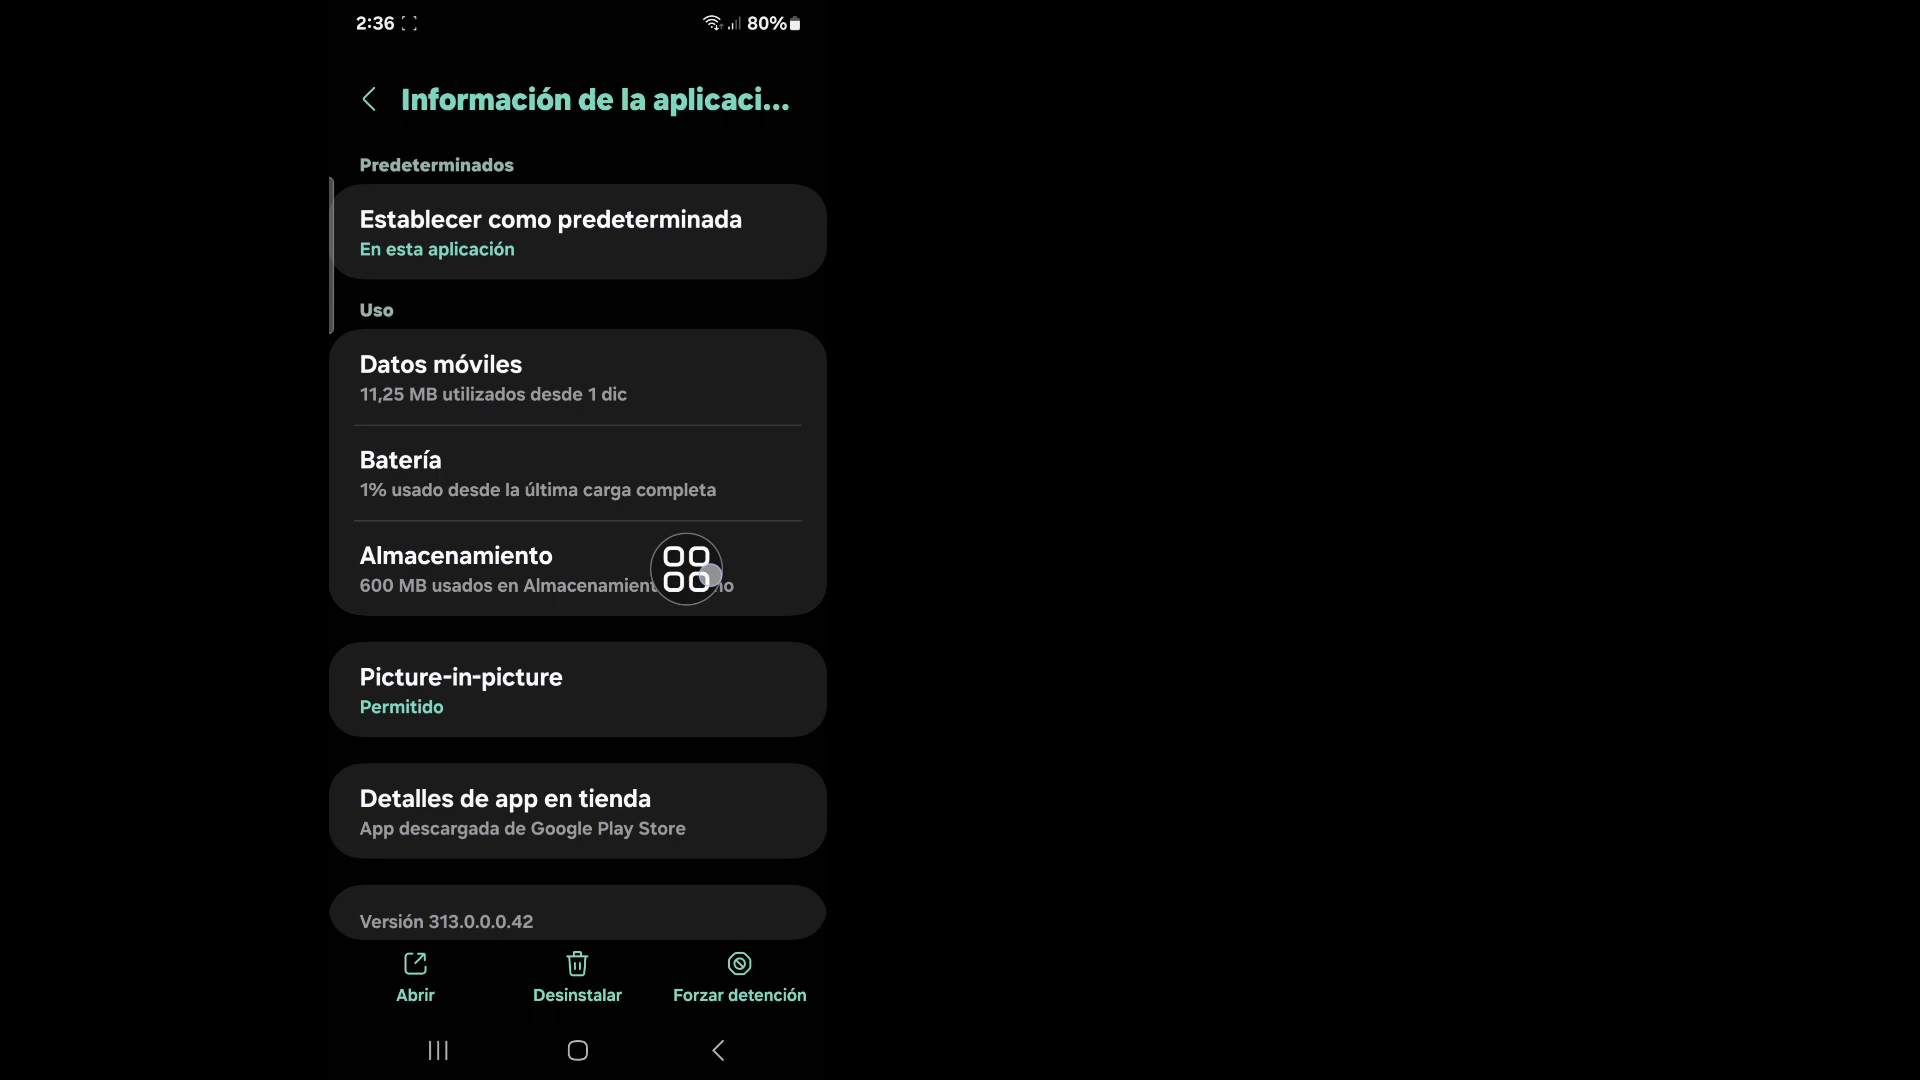 2:36
80%
Información de la aplicaci...
Predeterminados
Establecer como predeterminada
En esta aplicación
Uso
Datos móviles
11,25 MB utilizados desde 1 dic
Batería
1% usado desde la última carga completa
Almacenamiento
600 MB usados en
Picture-in-picture
Permitido
Detalles de app en tienda
App descargada de Google Play Store
Versión 313.0.0.0.42
Abrir
Desinstalar
Forzar detención